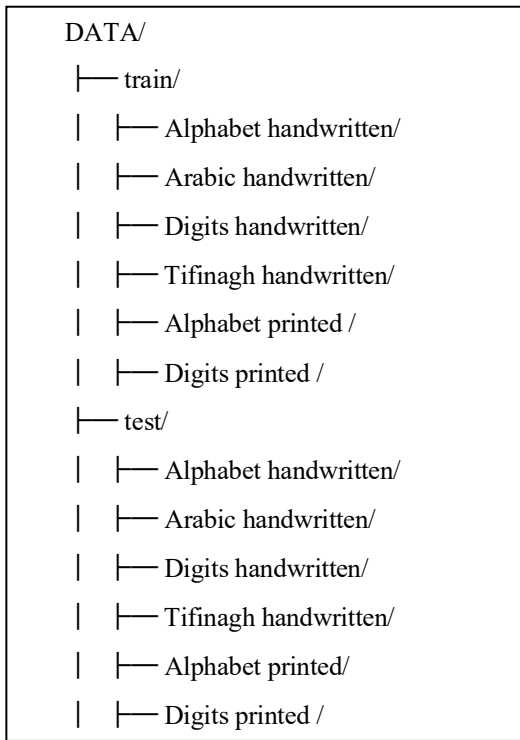 DATA/
├── train/
│   ├── Alphabet handwritten/
│   ├── Arabic handwritten/
│   ├── Digits handwritten/
│   ├── Tifinagh handwritten/
│   ├── Alphabet printed /
│   ├── Digits printed /
├── test/
│   ├── Alphabet handwritten/
│   ├── Arabic handwritten/
│   ├── Digits handwritten/
│   ├── Tifinagh handwritten/
│   ├── Alphabet printed/
│   ├── Digits printed /